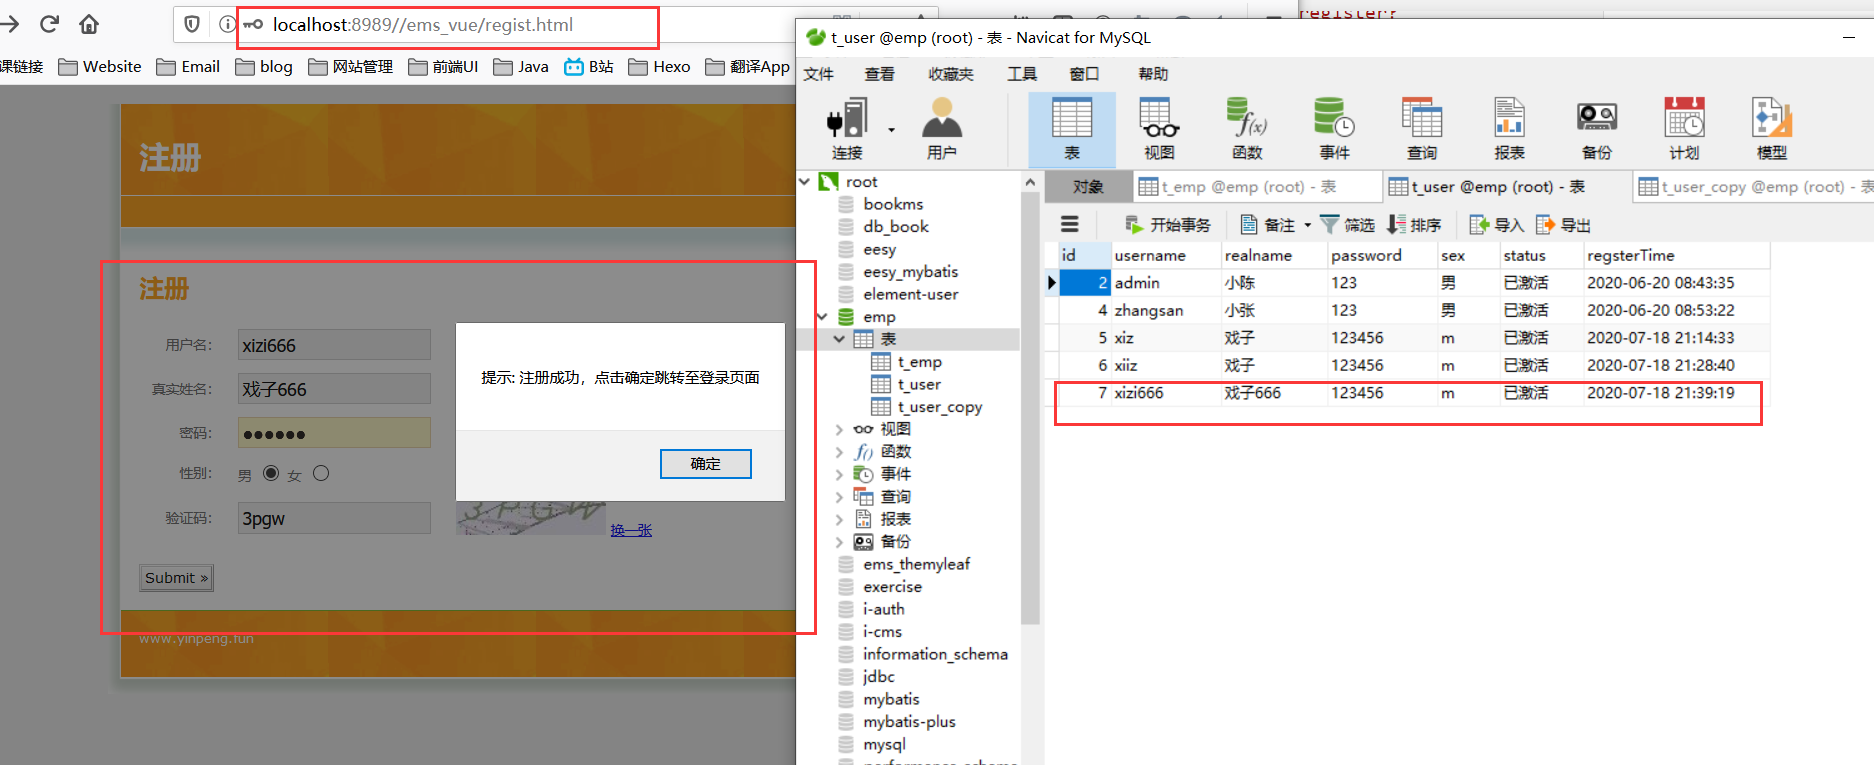 localhost:8989//ems_vue/regist.html
课链接 Website Email blog 网站管理 前端UI Java B站 Hexo 翻译App
注册
注册
用户名: xizi666
真实姓名: 戏子666
密码: ●●●●●●
性别: 男 女
验证码: 3pgw
3PGW 换一张
Submit »
www.yinpeng.fun
提示: 注册成功，点击确定跳转至登录页面
确定
register?
t_user @emp (root) - 表 - Navicat for MySQL
文件 查看 收藏夹 工具 窗口 帮助
连接 用户 表 视图 函数 事件 查询 报表 备份 计划 模型
root
bookms
db_book
eesy
eesy_mybatis
element-user
emp
表
t_emp
t_user
t_user_copy
视图
函数
事件
查询
报表
备份
ems_themyleaf
exercise
i-auth
i-cms
information_schema
jdbc
mybatis
mybatis-plus
mysql
对象 t_emp @emp (root) - 表 t_user @emp (root) - 表 t_user_copy @emp (root) - 表
开始事务 备注 筛选 排序 导入 导出
id username realname password sex status regsterTime
2 admin 小陈 123 男 已激活 2020-06-20 08:43:35
4 zhangsan 小张 123 男 已激活 2020-06-20 08:53:22
5 xiz 戏子 123456 m 已激活 2020-07-18 21:14:33
6 xiiz 戏子 123456 m 已激活 2020-07-18 21:28:40
7 xizi666 戏子666 123456 m 已激活 2020-07-18 21:39:19